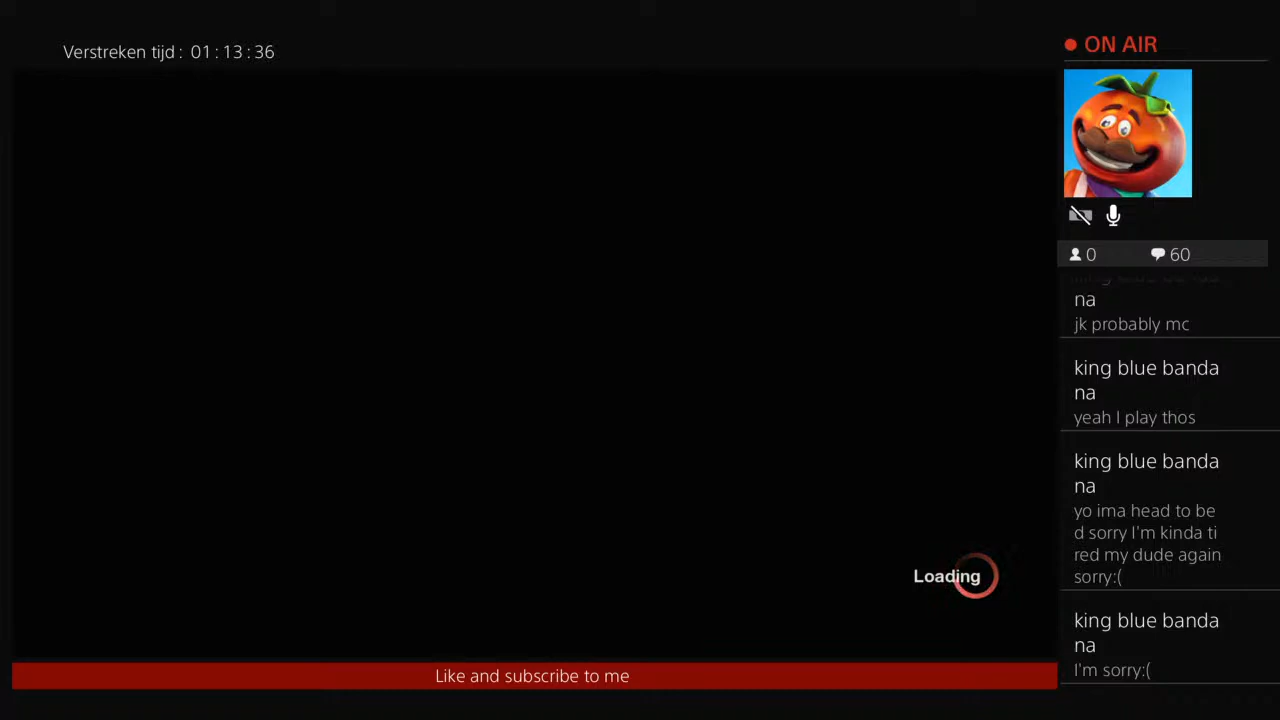 Verstreken tijd: 01:13:36
ON AIR
0 60
na
jk probably mc
king blue banda
na
yeah I play thos
king blue banda
na
yo ima head to be
d sorry I'm kinda ti
red my dude again
sorry:(
king blue banda
na
I'm sorry:(
Loading
Like and subscribe to me